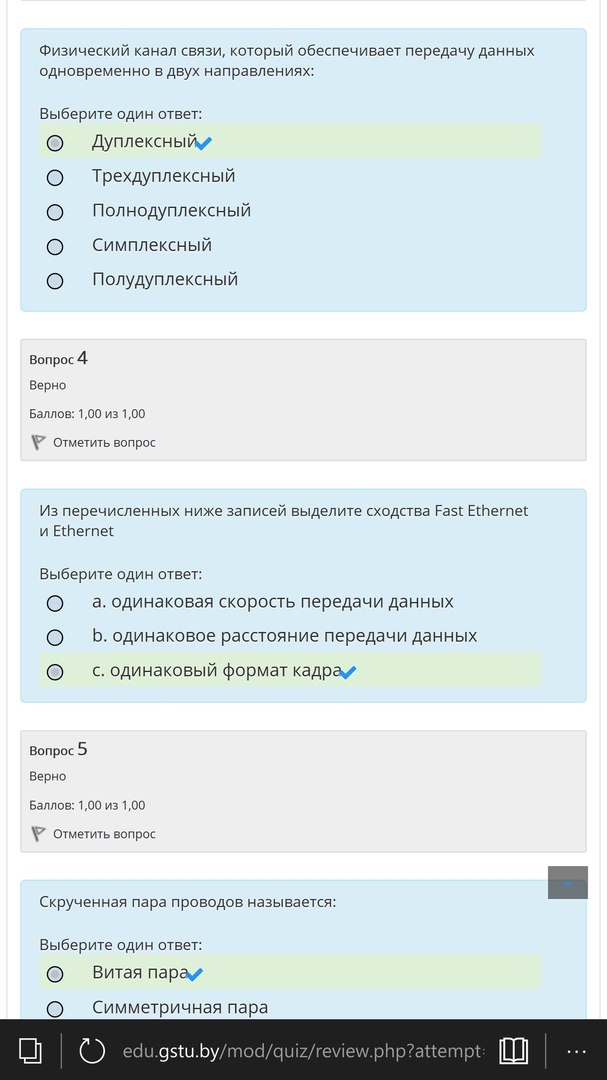 Физический канал связи, который обеспечивает передачу данных
одновременно в двух направлениях:
Выберите один ответ:
Дуплексный
Трехдуплексный
Полнодуплексный
Симплексный
Полудуплексный
Вопрос 4
Верно
Баллов: 1,00 из 1,00
Отметить вопрос
Из перечисленных ниже записей выделите сходства Fast Ethernet
и Ethernet
Выберите один ответ:
a. одинаковая скорость передачи данных
b. одинаковое расстояние передачи данных
c. одинаковый формат кадра
Вопрос 5
Верно
Баллов: 1,00 из 1,00
Отметить вопрос
Скрученная пара проводов называется:
Выберите один ответ:
Витая пара
Симметричная пара
edu.gstu.by/mod/quiz/review.php?attempt